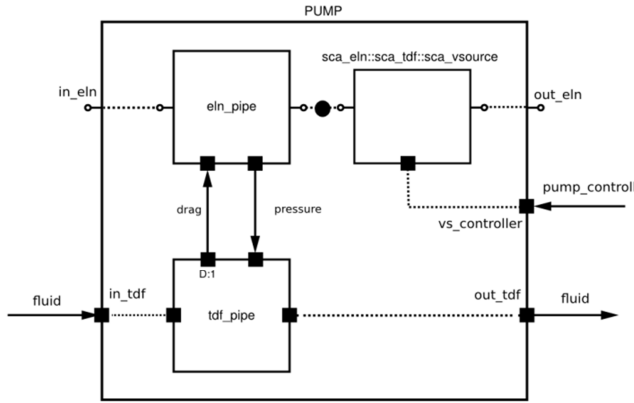 PUMP
sca_eln::sca_tdf::sca_vsource
in_eln
eln_pipe
out_eln
pump_controll
drag
pressure
vs_controller
D:1
fluid
in_tdf
tdf_pipe
out_tdf
fluid